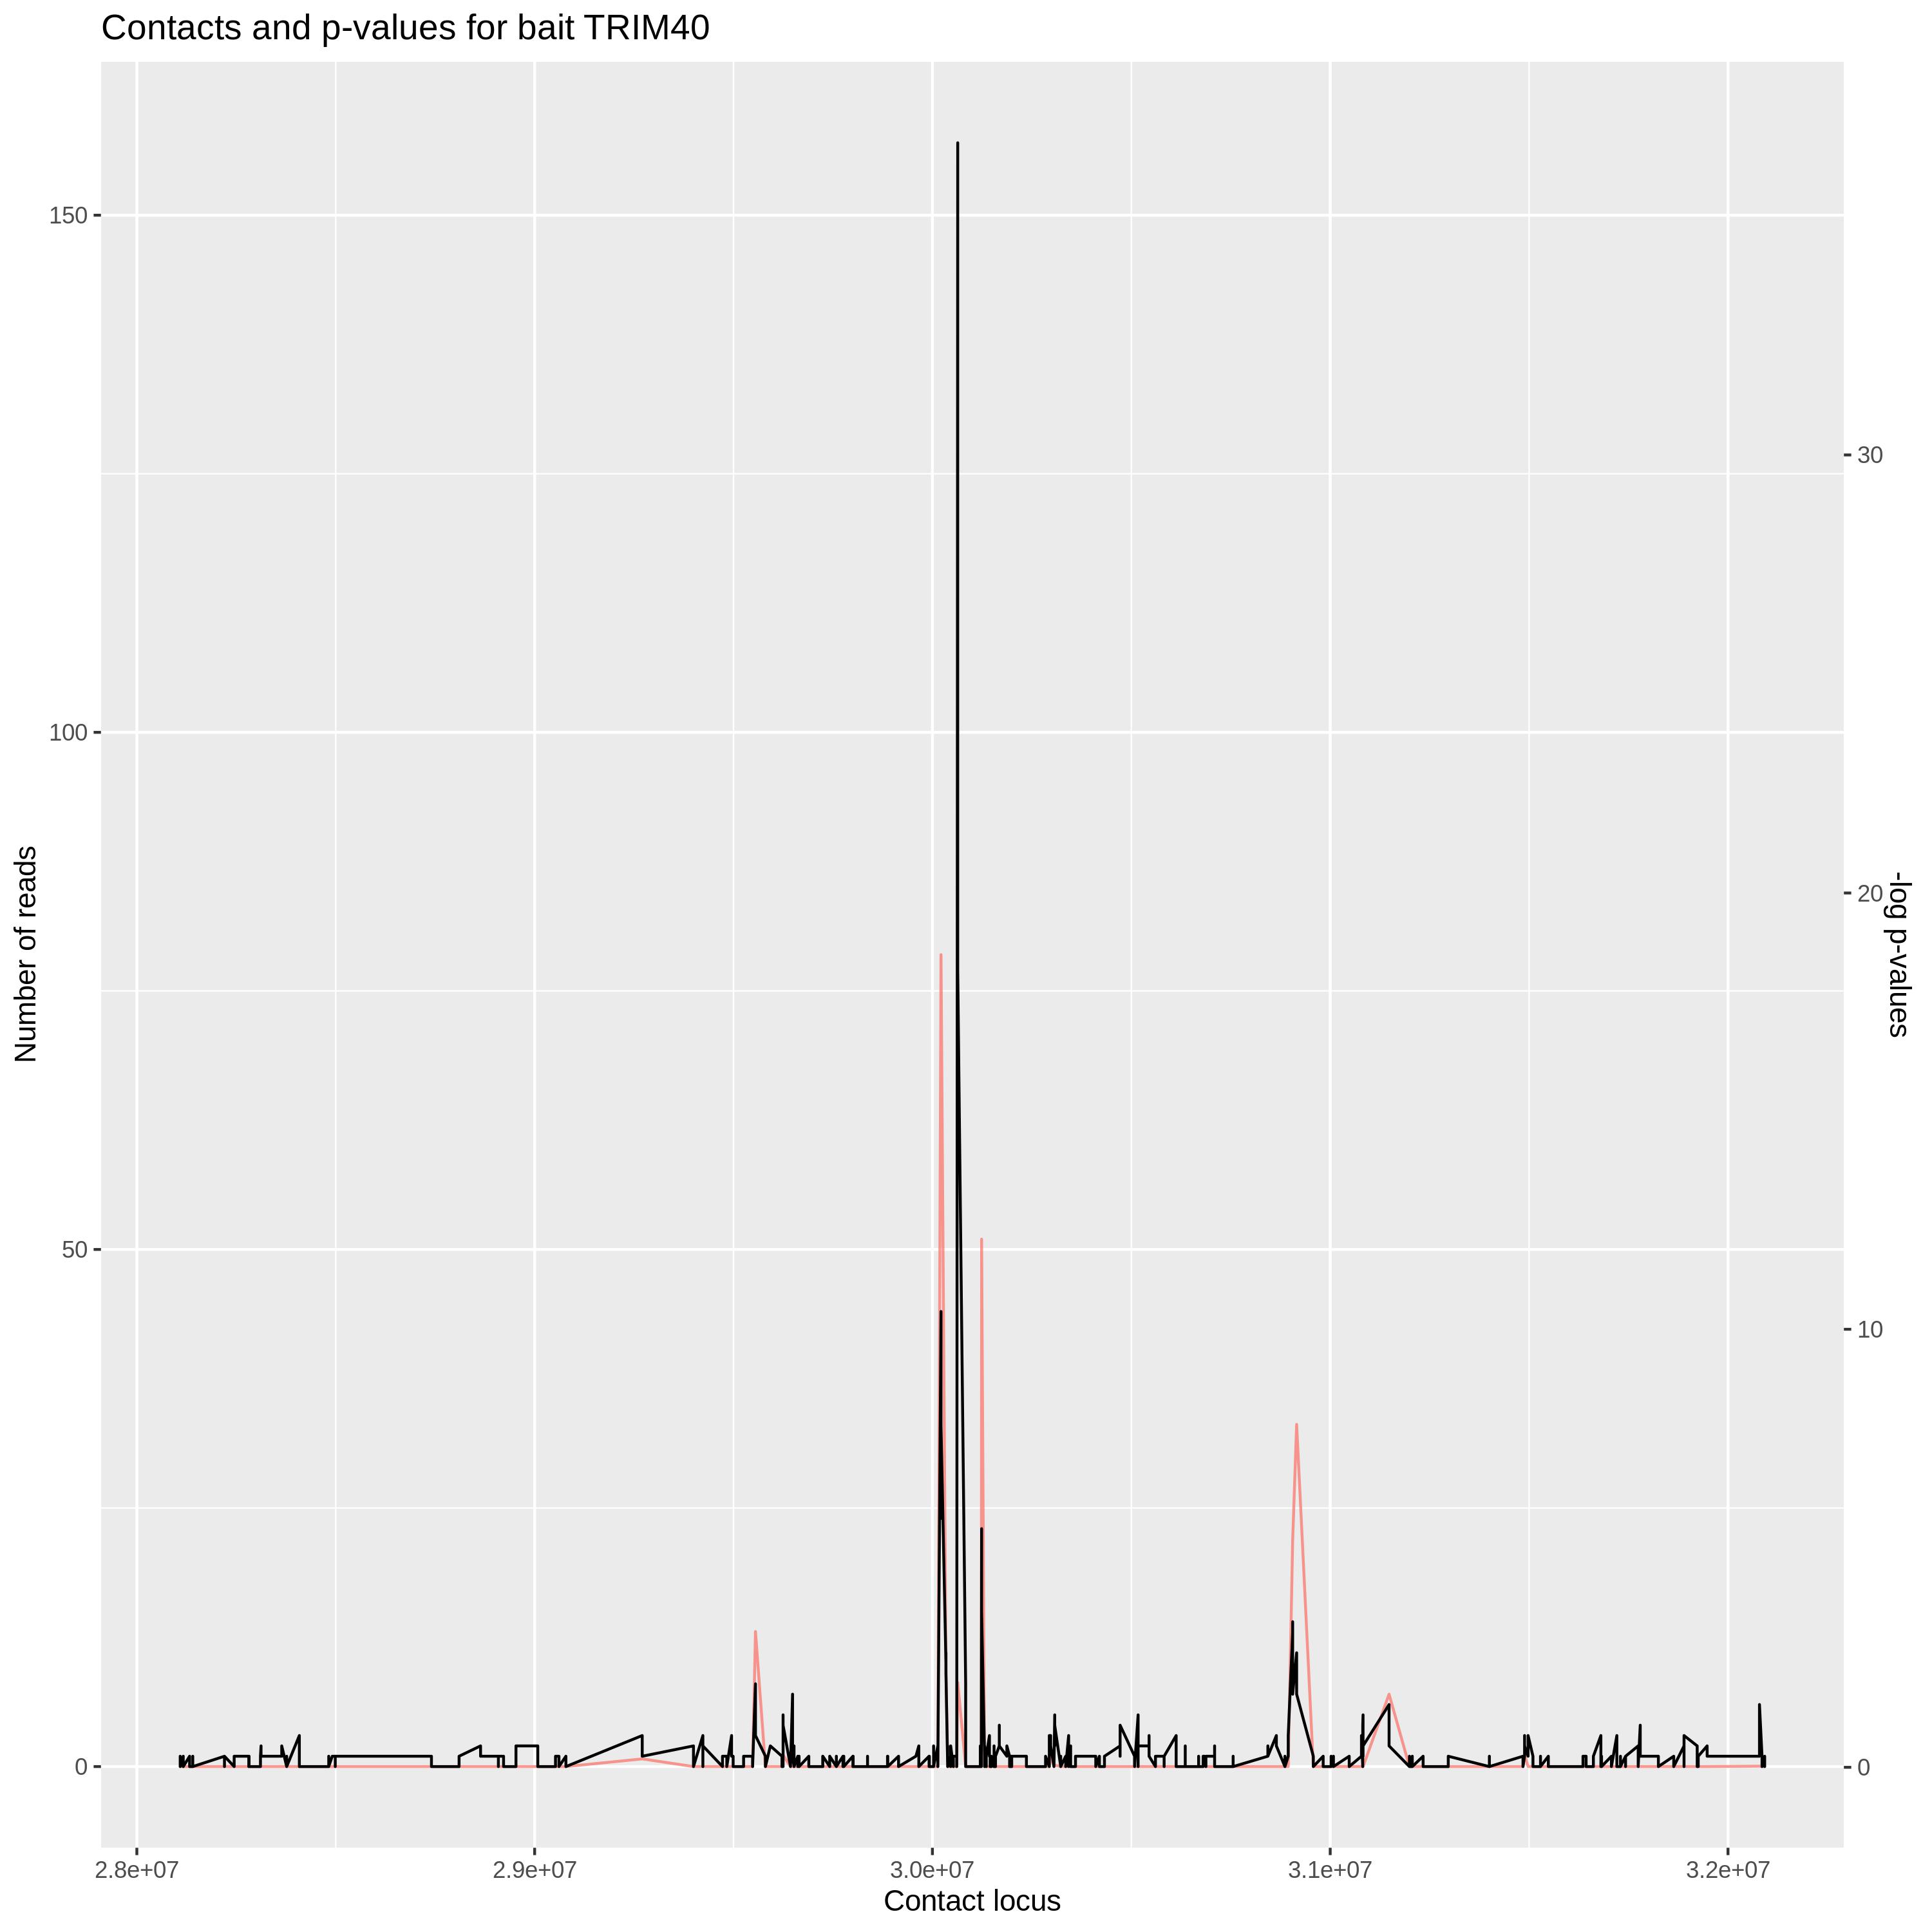 Contacts and p-values for bait TRIM40
150
100
50
0
Number of reads
30
20
10
0
-log p-values
2.8e+07
2.9e+07
3.0e+07
3.1e+07
3.2e+07
Contact locus